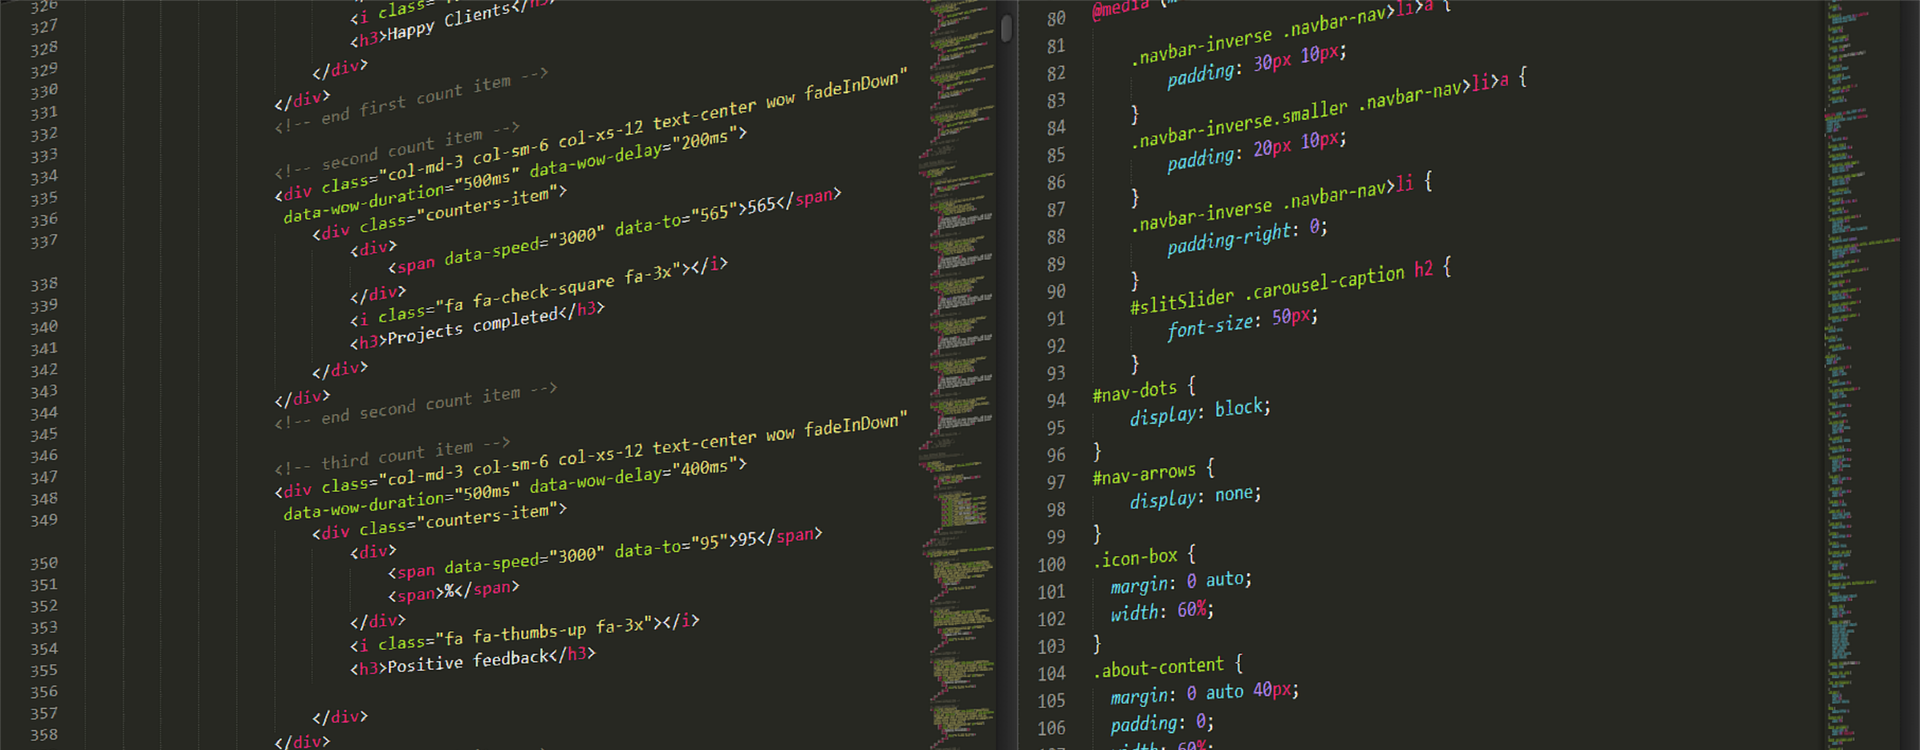 326
327
328
329
330
331
332
333
334
335
336
337
338
339
340
341
342
343
344
345
346
347
348
349
350
351
352
353
354
355
356
357
358
<i class=
<h3>Happy Clients</h3>
</div>
</div>
<!-- end first count item -->
<!-- second count item -->
<div class="col-md-3 col-sm-6 col-xs-12 text-center wow fadeInDown"
data-wow-duration="500ms" data-wow-delay="200ms">
<div class="counters-item">
<div>
<span data-speed="3000" data-to="565">565</span>
</div>
<i class="fa fa-check-square fa-3x"></i>
<h3>Projects completed</h3>
</div>
</div>
<!-- end second count item -->
<!-- third count item -->
<div class="col-md-3 col-sm-6 col-xs-12 text-center wow fadeInDown"
data-wow-duration="500ms" data-wow-delay="400ms">
<div class="counters-item">
<div>
<span data-speed="3000" data-to="95">95</span>
<span>%</span>
</div>
<i class="fa fa-thumbs-up fa-3x"></i>
<h3>Positive feedback</h3>
</div>
</div>
80
81
82
83
84
85
86
87
88
89
90
91
92
93
94
95
96
97
98
99
100
101
102
103
104
105
106
@media
.navbar-inverse .navbar-nav>li>a {
padding: 30px 10px;
}
.navbar-inverse.smaller .navbar-nav>li>a {
padding: 20px 10px;
}
.navbar-inverse .navbar-nav>li {
padding-right: 0;
}
#slitSlider .carousel-caption h2 {
font-size: 50px;
}
#nav-dots {
display: block;
}
#nav-arrows {
display: none;
}
.icon-box {
margin: 0 auto;
width: 60%;
}
.about-content {
margin: 0 auto 40px;
padding: 0;
width: 60%;